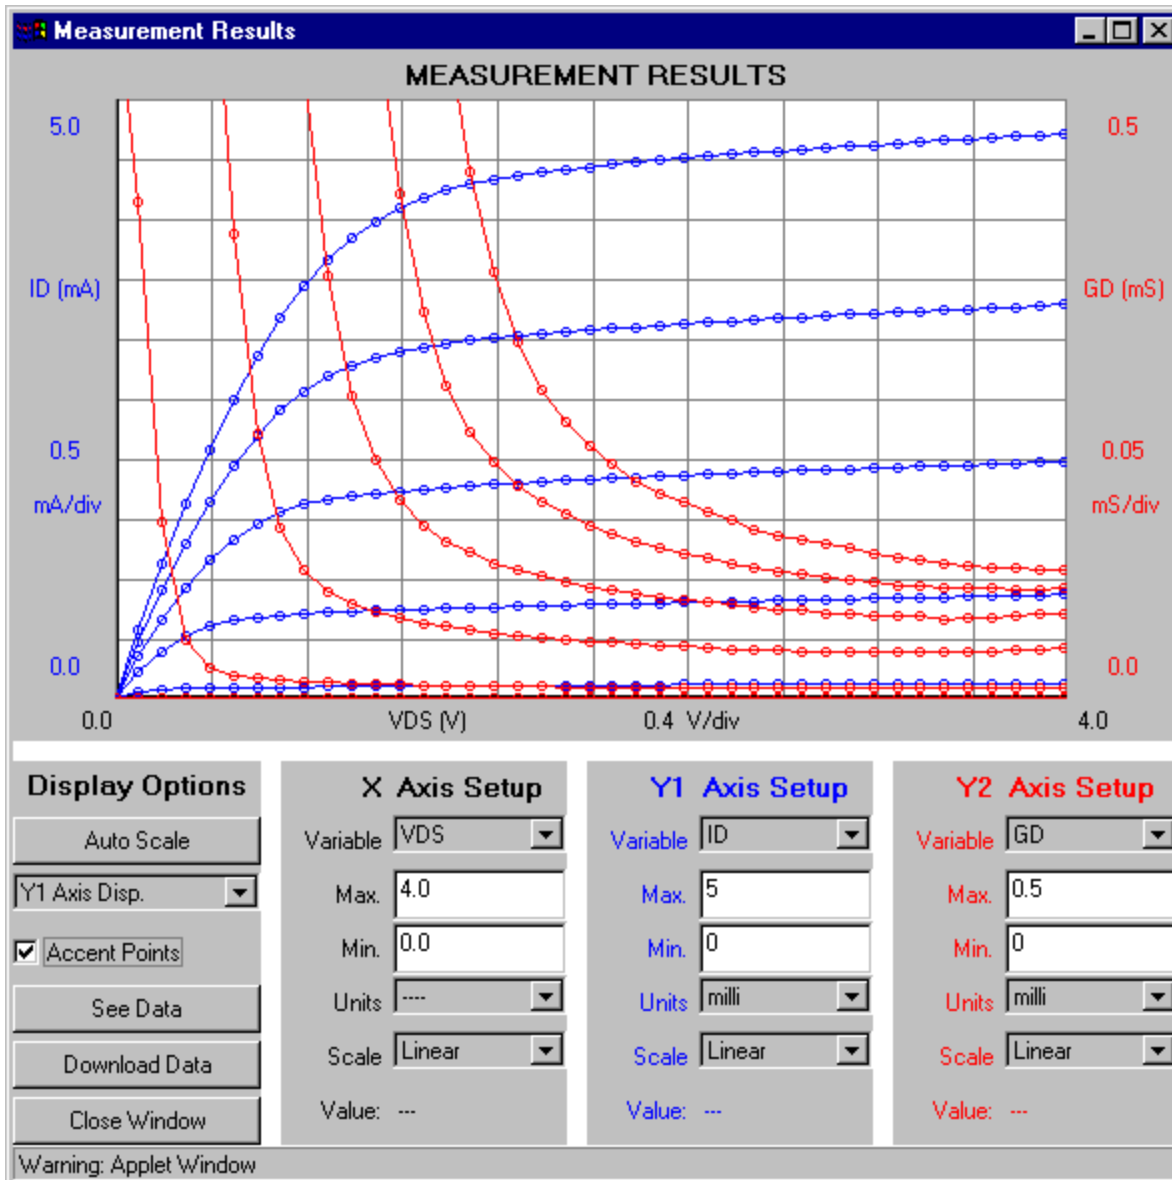 Measurement Results
MEASUREMENT RESULTS
5.0 0.5
ID (mA) GD (mS)
0.5 0.05
mA/div mS/div
0.0 0.0
0.0 VDS (V) 0.4 V/div 4.0
Display Options
Auto Scale
Y1 Axis Disp.
Accent Points
See Data
Download Data
Close Window
X Axis Setup
Variable VDS
Max. 4.0
Min. 0.0
Units ----
Scale Linear
Value: ---
Y1 Axis Setup
Variable ID
Max. 5
Min. 0
Units milli
Scale Linear
Value: ---
Y2 Axis Setup
Variable GD
Max. 0.5
Min. 0
Units milli
Scale Linear
Value: ---
Warning: Applet Window